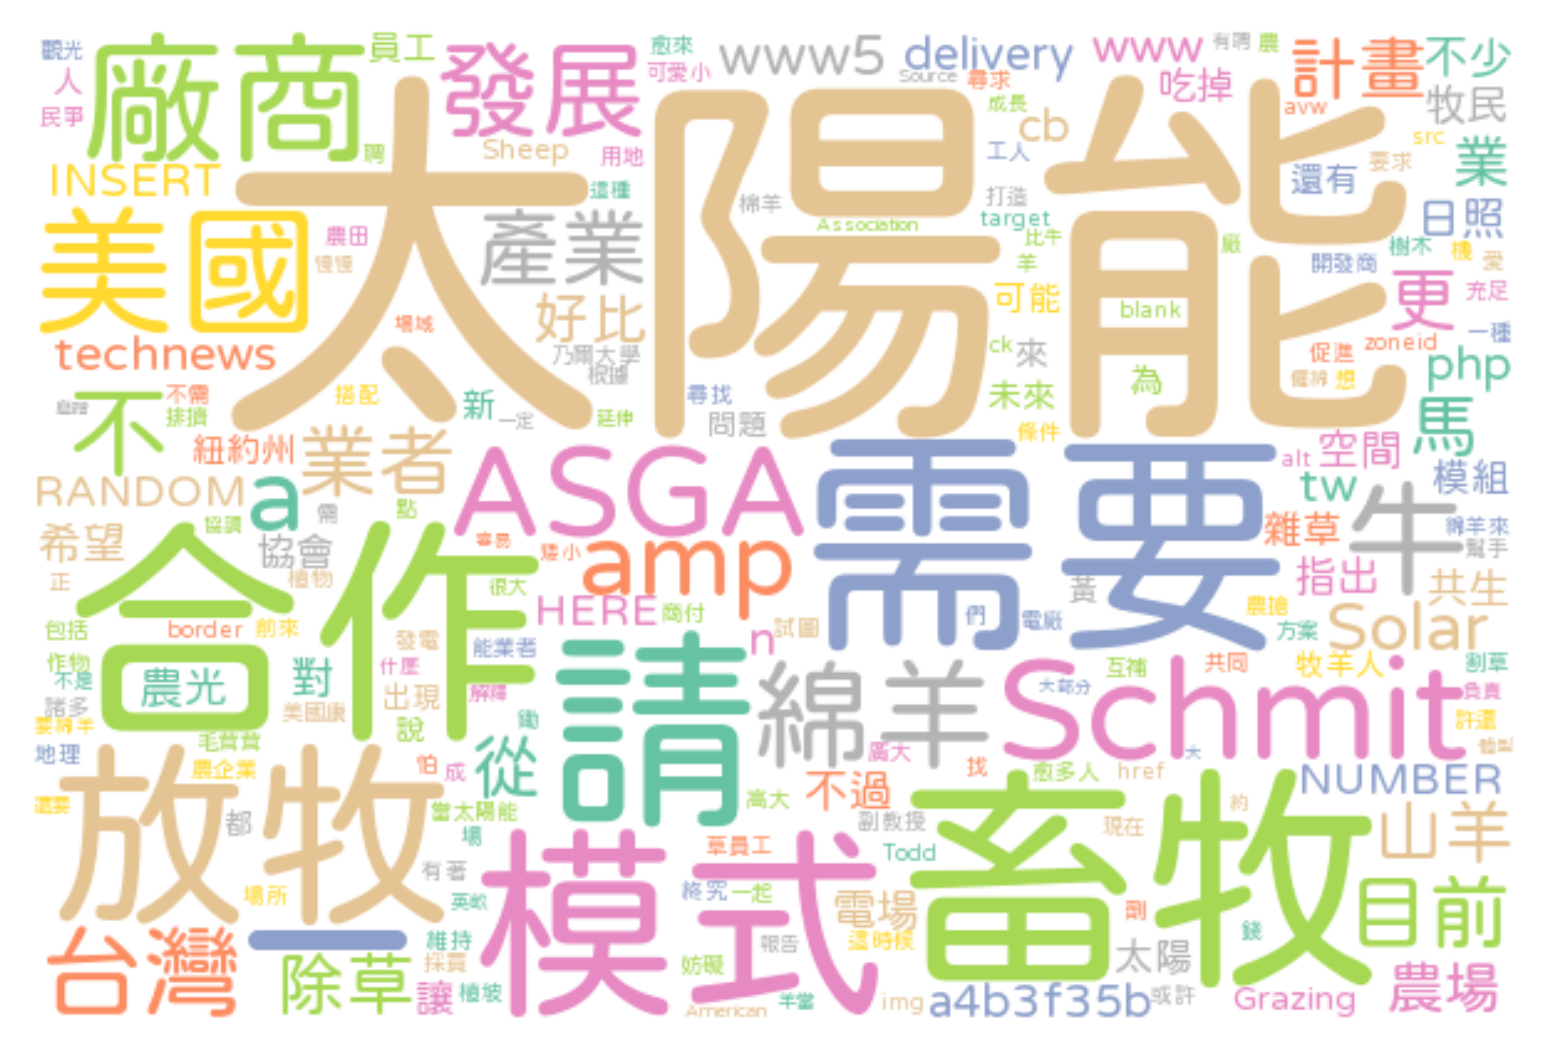 觀光
員工
愈來
www5
delivery
www
有聘
農
計畫
不少
人
廠商
發展
可愛小
Source
尋求
吃掉
牧民
民爭
聘
Sheep
用地
太陽能
成長
cb
avw
src
業
INSERT
這種
工人
還有
要求
美國
農田
慢慢
產業
棉羊
打造
target
Association
比牛
羊
廠
日照
樹木
機
愛
開發商
technews
場域
好比
乃爾大學
根據
可能
blank
更
充足
一種
zoneid
ck
來
促進
php
不
不需
排擠
搭配
新
一定
延伸
尋找
問題
未來
條件
為
僱綿
想
馬
紐約州
業者
ASGA
需要
alt
空間
模組
RANDOM
a
協調
需
點
tw
牛
綿羊來
幫手
希望
協會
植物
正
合作
容易
矮小
amp
雜草
指出
共生
很大
HERE
商付
黃
農搶
包括
border
前來
發電
能業者
n
試圖
們
電廠
方案
Solar
作物
不是
農光
對
什麼
請
綿羊
Schmit
大部分
互補
共同
牧羊人
割草
諸多
美國康
出現
解釋
負責
要綿羊
說
鋤
許還
地理
毛茸茸
放牧
怕
成
從
廣大
找
愈多人
href
大
NUMBER
農企業
還要
都
當太陽能
場
高大
不過
副教授
畜牧
現在
約
山羊
有著
模式
草員工
Todd
場所
英畝
終究
一起
電場
割
錢
目前
台灣
一
除草
維持
採買
讓
植坡
妨礙
報告
這時候
太陽
American
羊當
img
a4b3f35b
或許
Grazing
農場